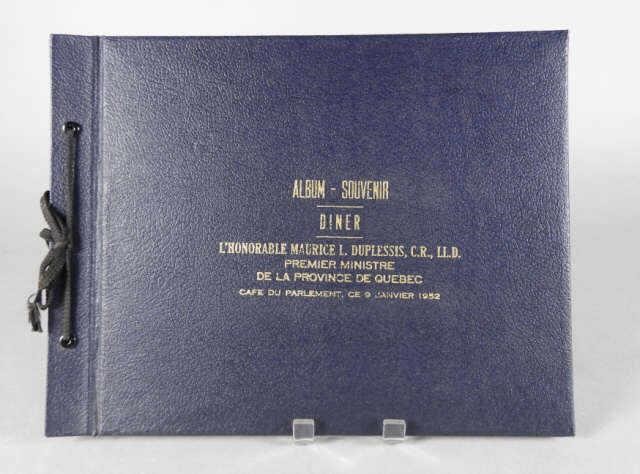 ALBUM - SOUVENIR
DINER
L'HONORABLE MAURICE L. DUPLESSIS, C.R., LL.D.
PREMIER MINISTRE
DE LA PROVINCE DE QUEBEC
CAFE DU PARLEMENT, CE 9 JANVIER 1952